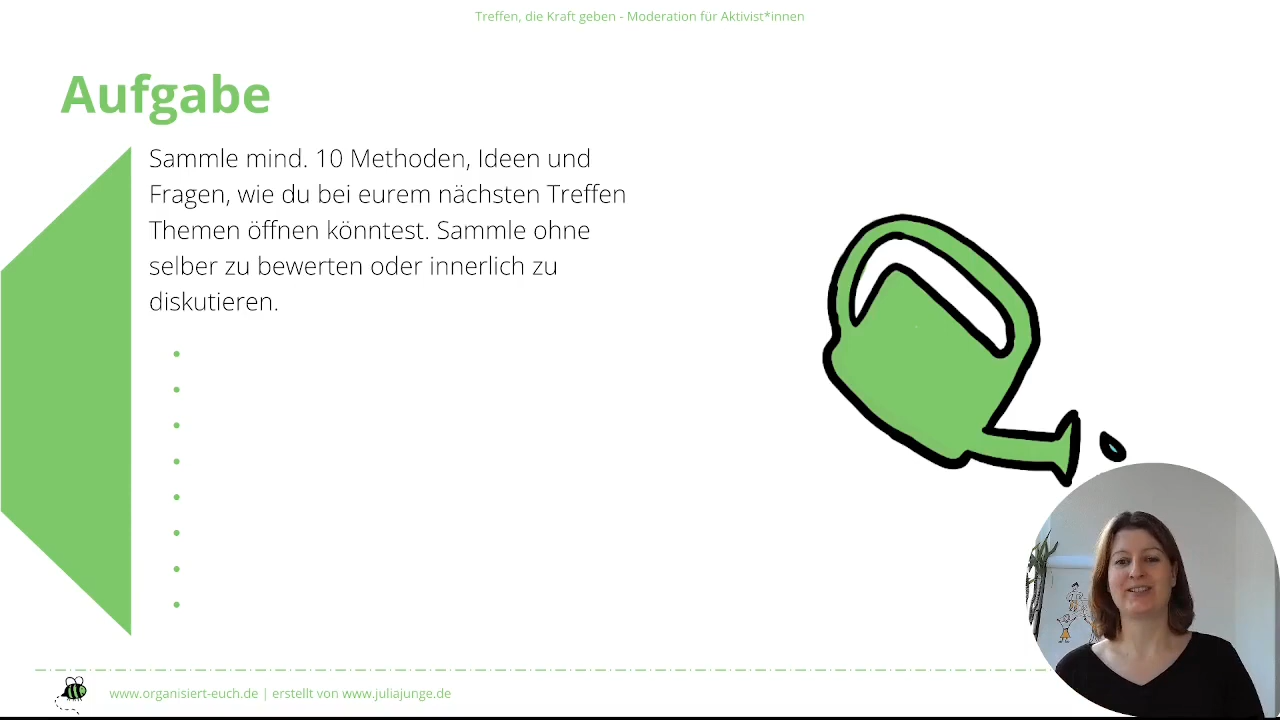 Treffen, die Kraft geben - Moderation für Aktivist*innen
Aufgabe
Sammle mind. 10 Methoden, Ideen und
Fragen, wie du bei eurem nächsten Treffen
Themen öffnen könntest. Sammle ohne
selber zu bewerten oder innerlich zu
diskutieren.
www.organisiert-euch.de | erstellt von www.juliajunge.de